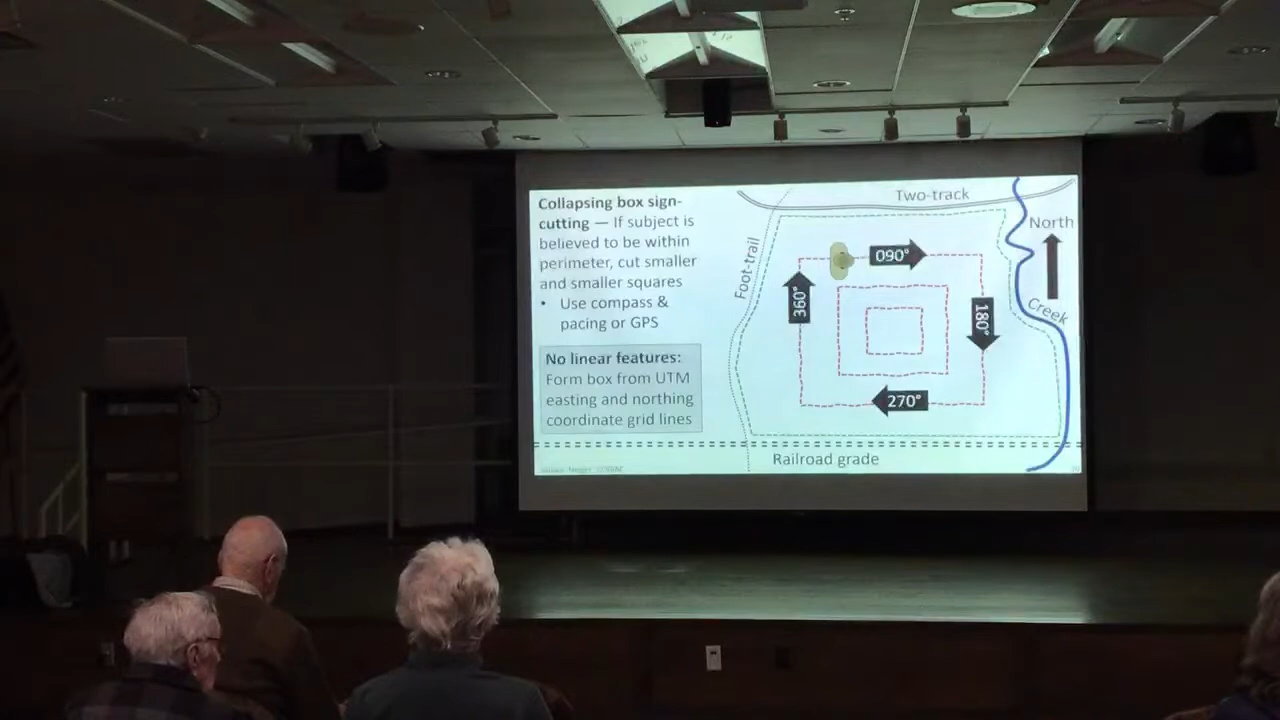 Collapsing box sign-
cutting — If subject is
believed to be within
perimeter, cut smaller
and smaller squares
• Use compass &
pacing or GPS
No linear features:
Form box from UTM
easting and northing
coordinate grid lines
Two-track
North
Foot-trail
090°
360°
180°
Creek
270°
Railroad grade